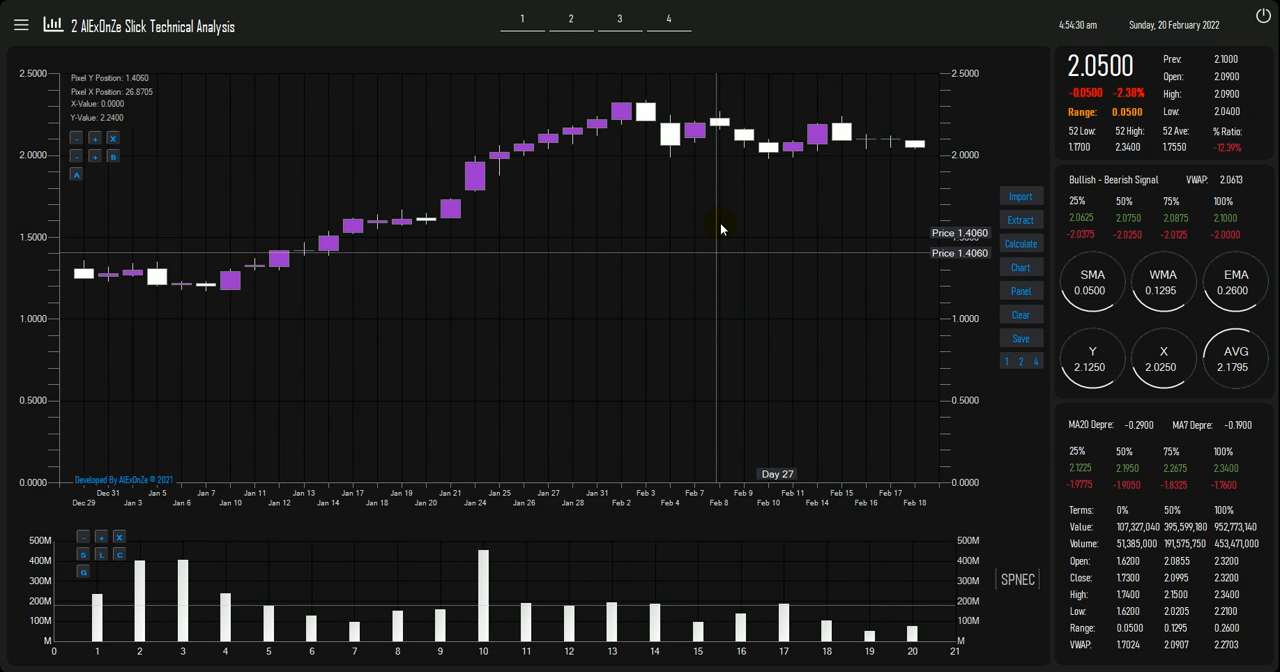 2 AlExOnZe Slick Technical Analysis
1 2 3 4
4:54:30 am Sunday, 20 February 2022
Pixel Y Position: 1.4060
Pixel X Position: 26.8705
X-Value: 0.0000
Y-Value: 2.2400
- + X
- + B
A
2.5000 2.5000
2.0000 2.0000
1.5000 1.5000
1.0000 1.0000
0.5000 0.5000
0.0000 0.0000
Price 1.4060
Price 1.4060
Day 27
Developed By AlExOnZe © 2021
Dec 31 Jan 5 Jan 7 Jan 11 Jan 13 Jan 17 Jan 19 Jan 21 Jan 25 Jan 27 Jan 31 Feb 3 Feb 7 Feb 9 Feb 11 Feb 15 Feb 17
Dec 29 Jan 3 Jan 6 Jan 10 Jan 12 Jan 14 Jan 18 Jan 20 Jan 24 Jan 26 Jan 28 Feb 2 Feb 4 Feb 8 Feb 10 Feb 14 Feb 16 Feb 18
Import
Extract
Calculate
Chart
Panel
Clear
Save
1 2 4
- + X
S L C
G
500M 500M
400M 400M
300M 300M
200M 200M
100M 100M
M M
0 1 2 3 4 5 6 7 8 9 10 11 12 13 14 15 16 17 18 19 20 21
SPNEC
2.0500
-0.0500 -2.38%
Range: 0.0500
Prev: 2.1000
Open: 2.0900
High: 2.0900
Low: 2.0400
52 Low: 52 High: 52 Ave: % Ratio:
1.1700 2.3400 1.7550 -12.39%
Bullish - Bearish Signal VWAP: 2.0613
25% 50% 75% 100%
2.0625 2.0750 2.0875 2.1000
-2.0375 -2.0250 -2.0125 -2.0000
SMA WMA EMA
0.0500 0.1295 0.2600
Y X AVG
2.1250 2.0250 2.1795
MA20 Depre: -0.2900 MA7 Depre: -0.1900
25% 50% 75% 100%
2.1225 2.1950 2.2675 2.3400
-1.9775 -1.9050 -1.8325 -1.7600
Terms: 0% 50% 100%
Value: 107,327,040 395,599,180 952,773,140
Volume: 51,385,000 191,575,750 453,471,000
Open: 1.6200 2.0855 2.3200
Close: 1.7300 2.0995 2.3200
High: 1.7400 2.1500 2.3400
Low: 1.6200 2.0205 2.2100
Range: 0.0500 0.1295 0.2600
VWAP: 1.7024 2.0907 2.2703